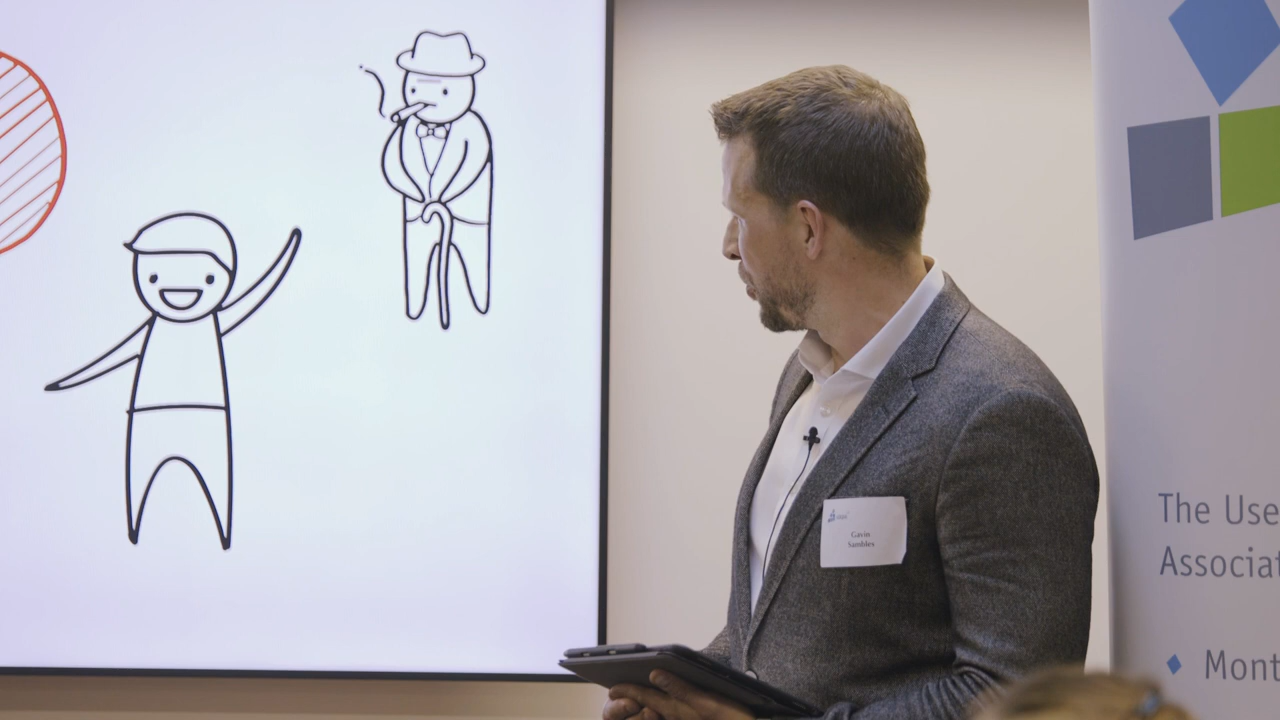 Gavin
Sambles
The Use
Associat
Mont